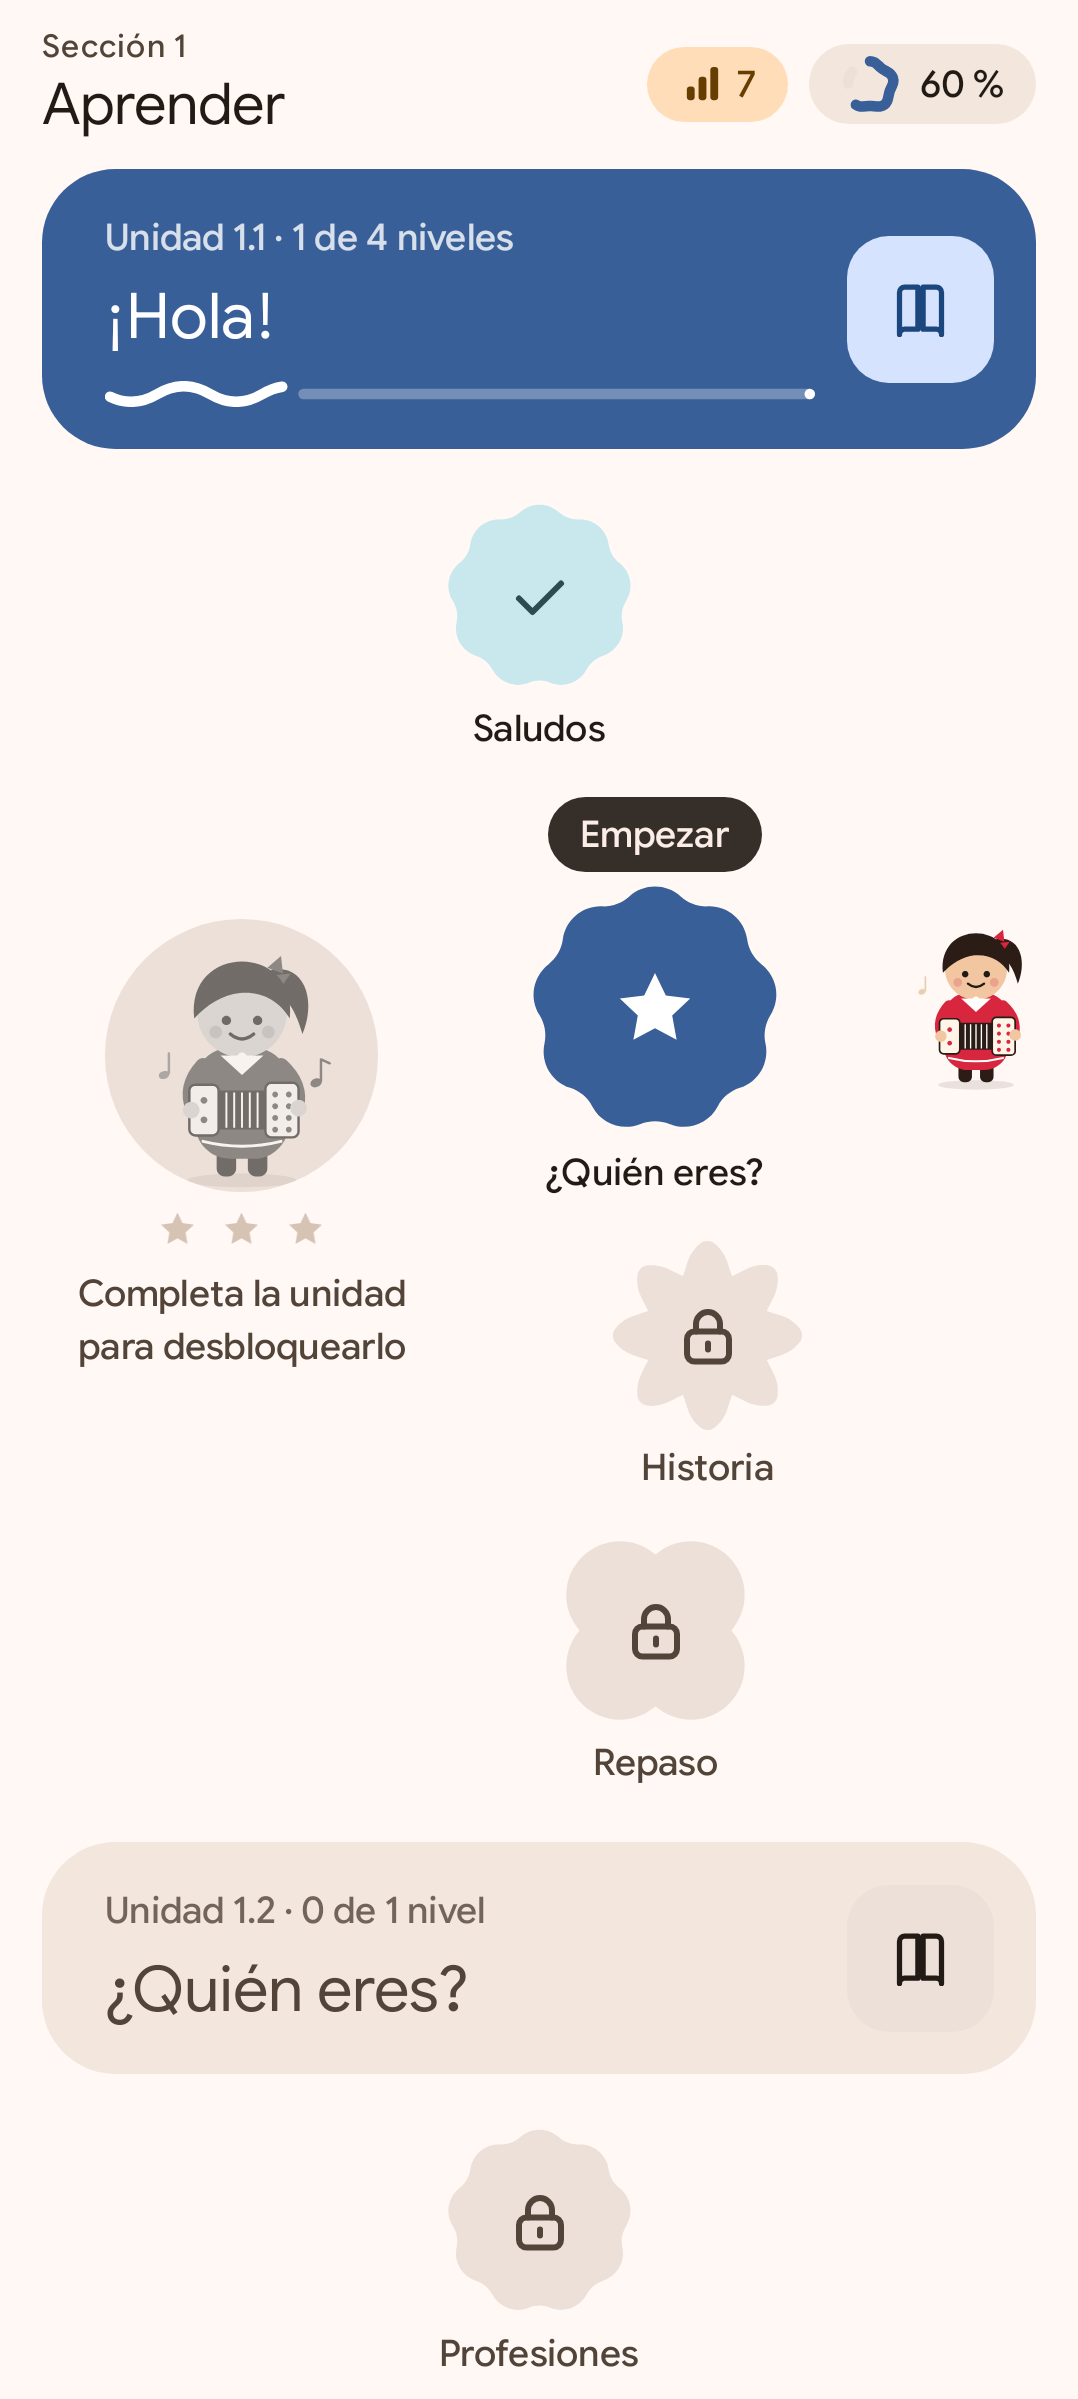 Sección 1
Aprender
7
60 %
Unidad 1.1 · 1 de 4 niveles
¡Hola!
Saludos
Empezar
¿Quién eres?
Completa la unidad
para desbloquearlo
Historia
Repaso
Unidad 1.2 · 0 de 1 nivel
¿Quién eres?
Profesiones